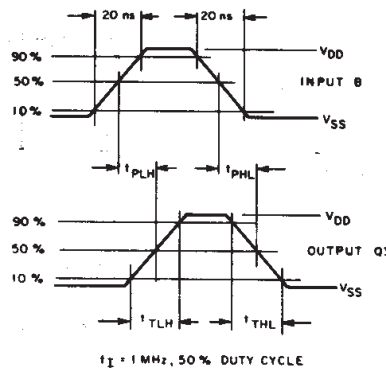 20 ns 20 ns
90 % VDD
50 % INPUT B
10 % VSS
tPLH tPHL
90 % VDD
50 % OUTPUT Q
10 % VSS
tTLH tTHL
fI = 1 MHz, 50 % DUTY CYCLE